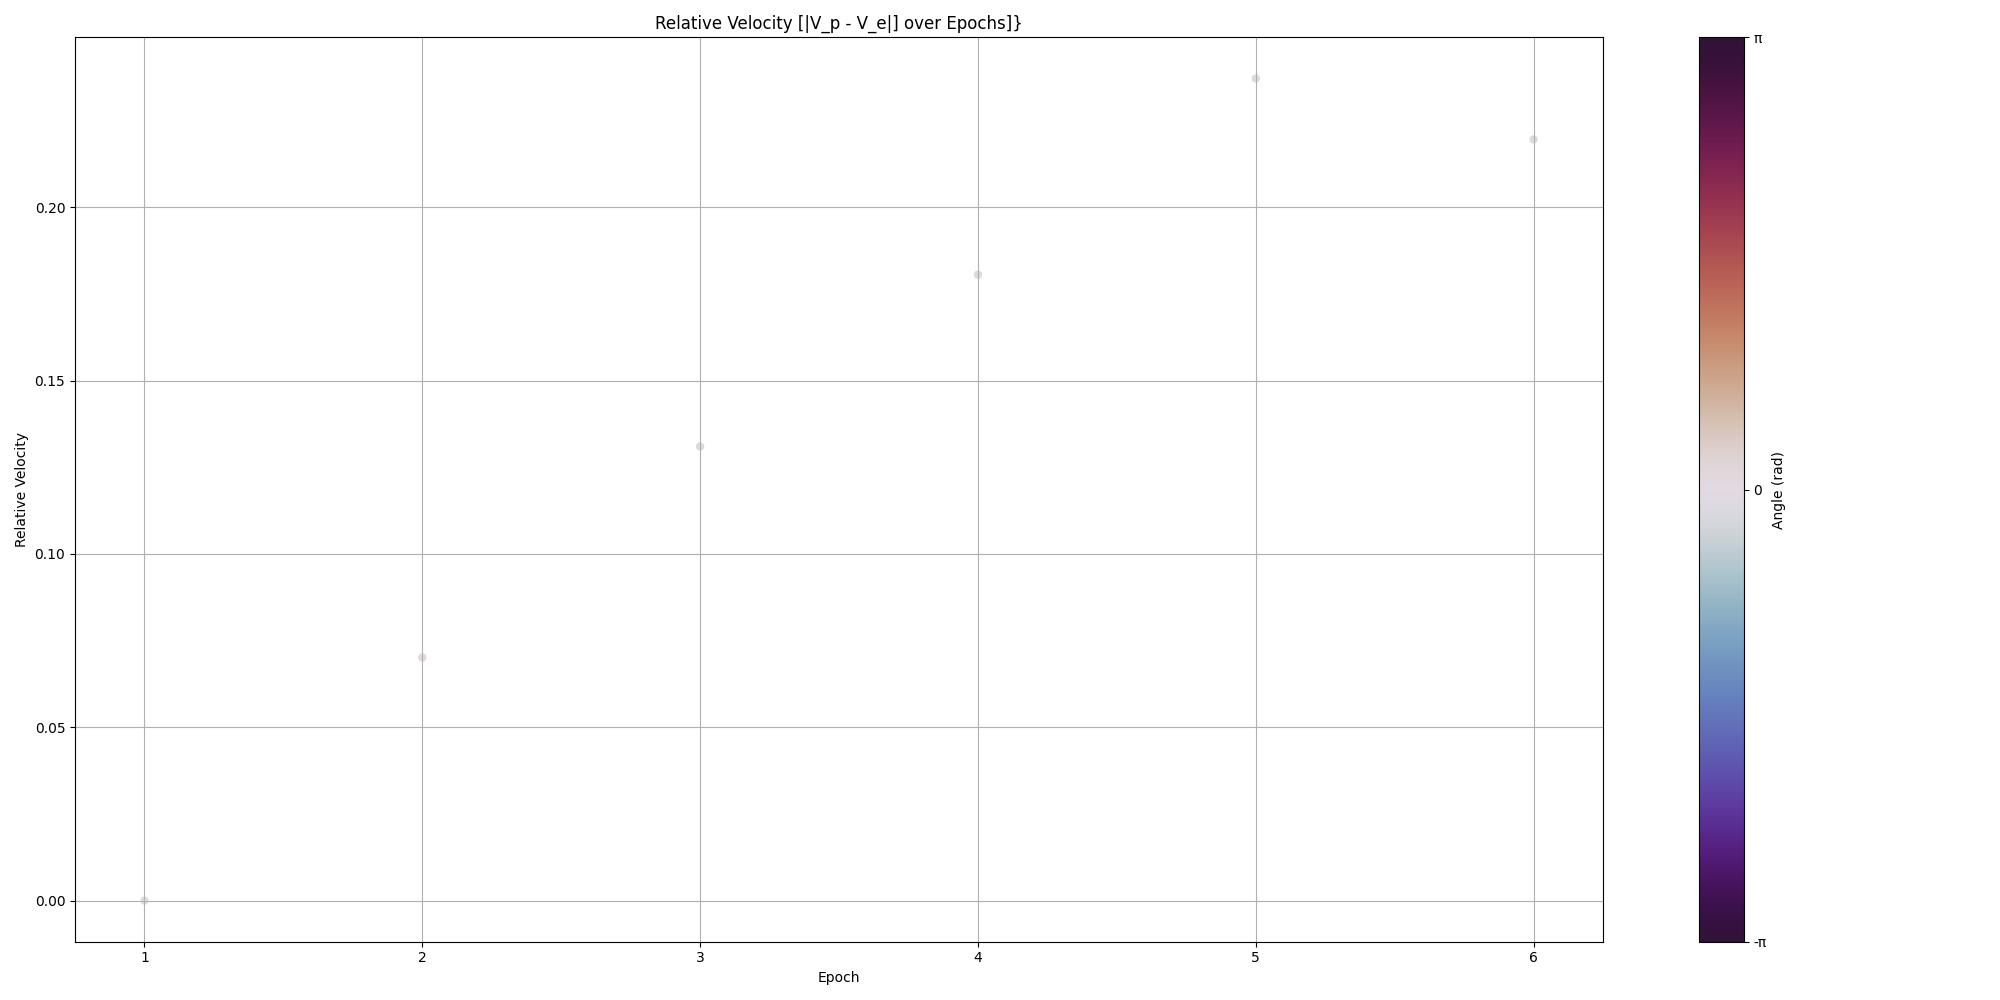 Relative Velocity [|V_p - V_e|] over Epochs]}
Relative Velocity
0.20
0.15
0.10
0.05
0.00
1 2 3 4 5 6
Epoch
π
0
-π
Angle (rad)